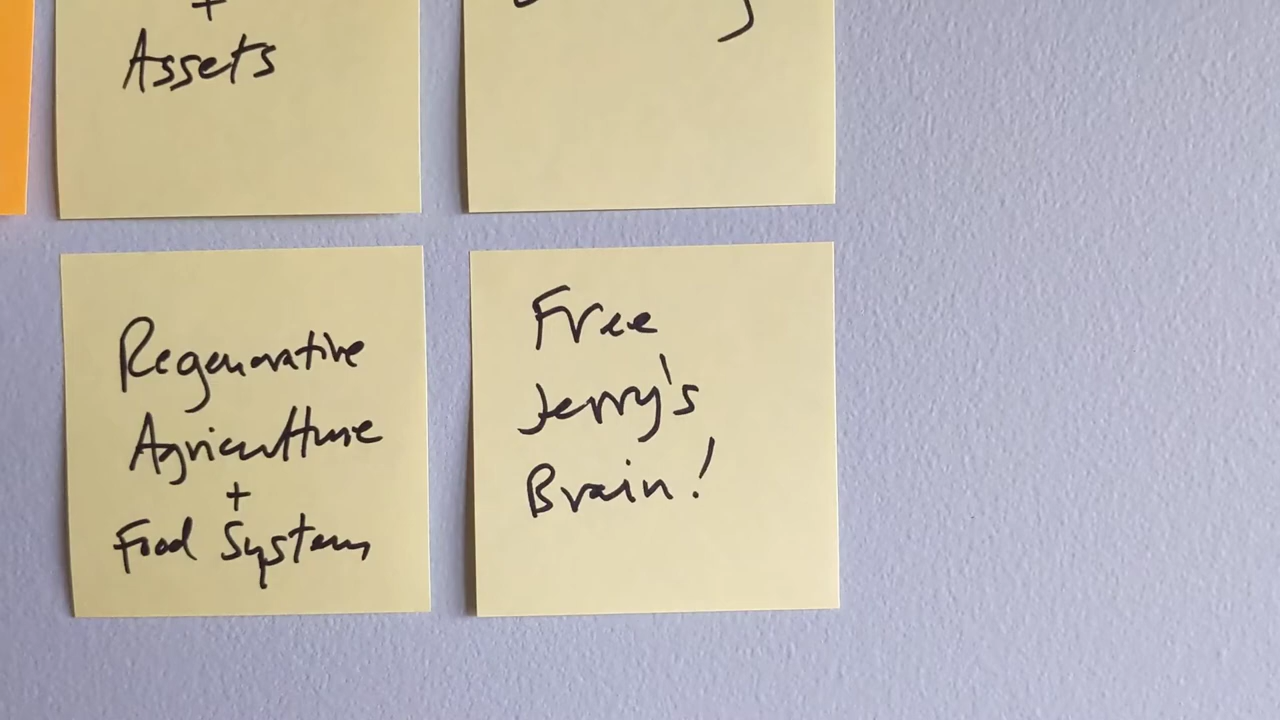 +
Assets
Regenerative
Agriculture
+
Food Systems
Free
Jerry's
Brain!